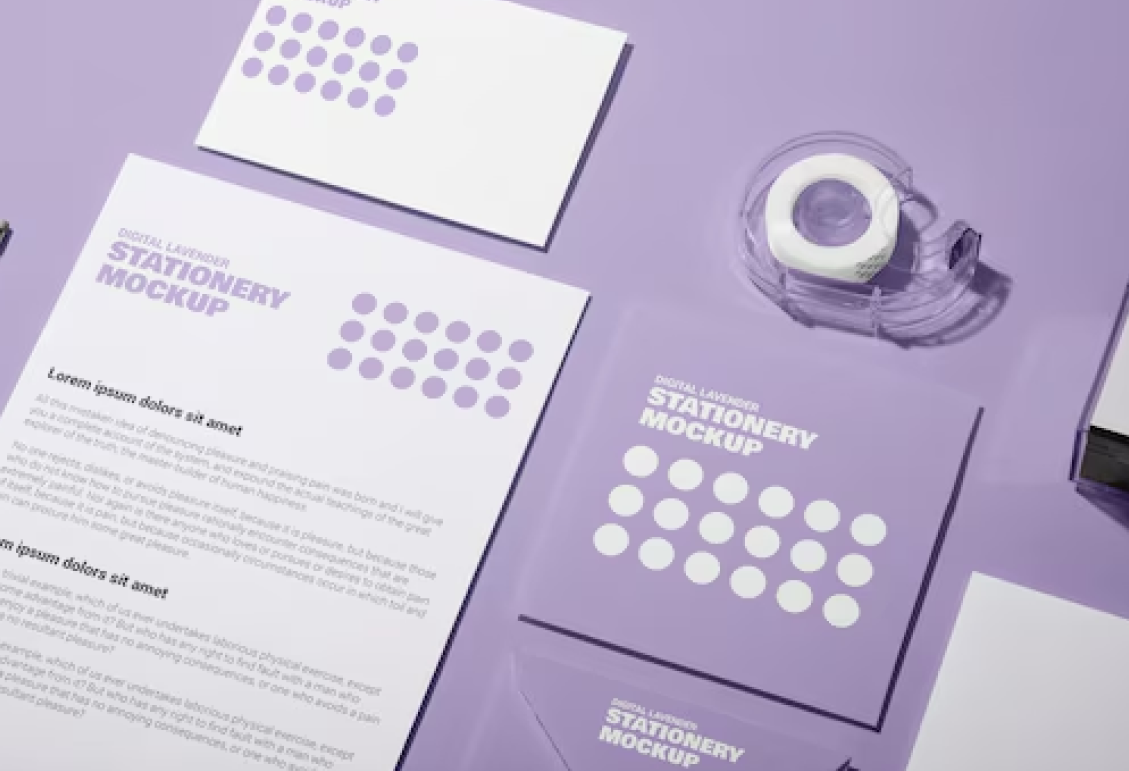 MOCKUP
DIGITAL LAVENDER
STATIONERY
MOCKUP
Lorem ipsum dolors sit amet
All this mistaken idea of denouncing pleasure and praising pain was born and I will give
you a complete account of the system, and expound the actual teachings of the great
explorer of the truth, the master-builder of human happiness.
No one rejects, dislikes, or avoids pleasure itself, because it is pleasure, but because those
who do not know how to pursue pleasure rationally encounter consequences that are
extremely painful. Nor again is there anyone who loves or pursues or desires to obtain pain
of itself, because it is pain, but because occasionally circumstances occur in which toil and
pain can procure him some great pleasure.
m ipsum dolors sit amet
trivial example, which of us ever undertakes laborious physical exercise, except
some advantage from it? But who has any right to find fault with a man who
enjoy a pleasure that has no annoying consequences, or one who avoids a pain
no resultant pleasure?
example, which of us ever undertakes laborious physical exercise, except
advantage from it? But who has any right to find fault with a man who
a pleasure that has no annoying consequences, or one who avoids a pain
resultant pleasure?
DIGITAL LAVENDER
STATIONERY
MOCKUP
DIGITAL LAVENDER
STATIONERY
MOCKUP